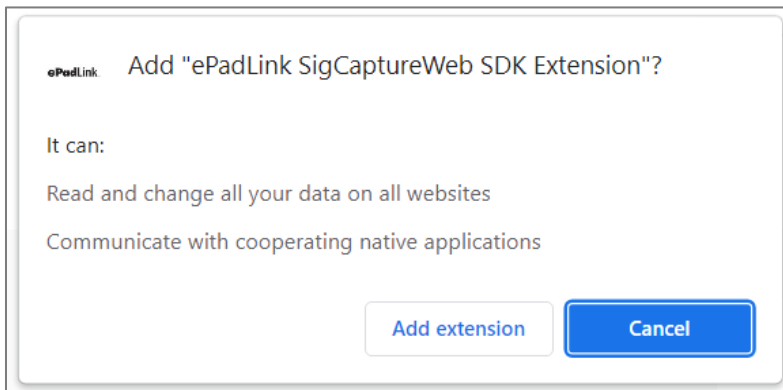 ePadLink
Add "ePadLink SigCaptureWeb SDK Extension"?
It can:
Read and change all your data on all websites
Communicate with cooperating native applications
Add extension
Cancel